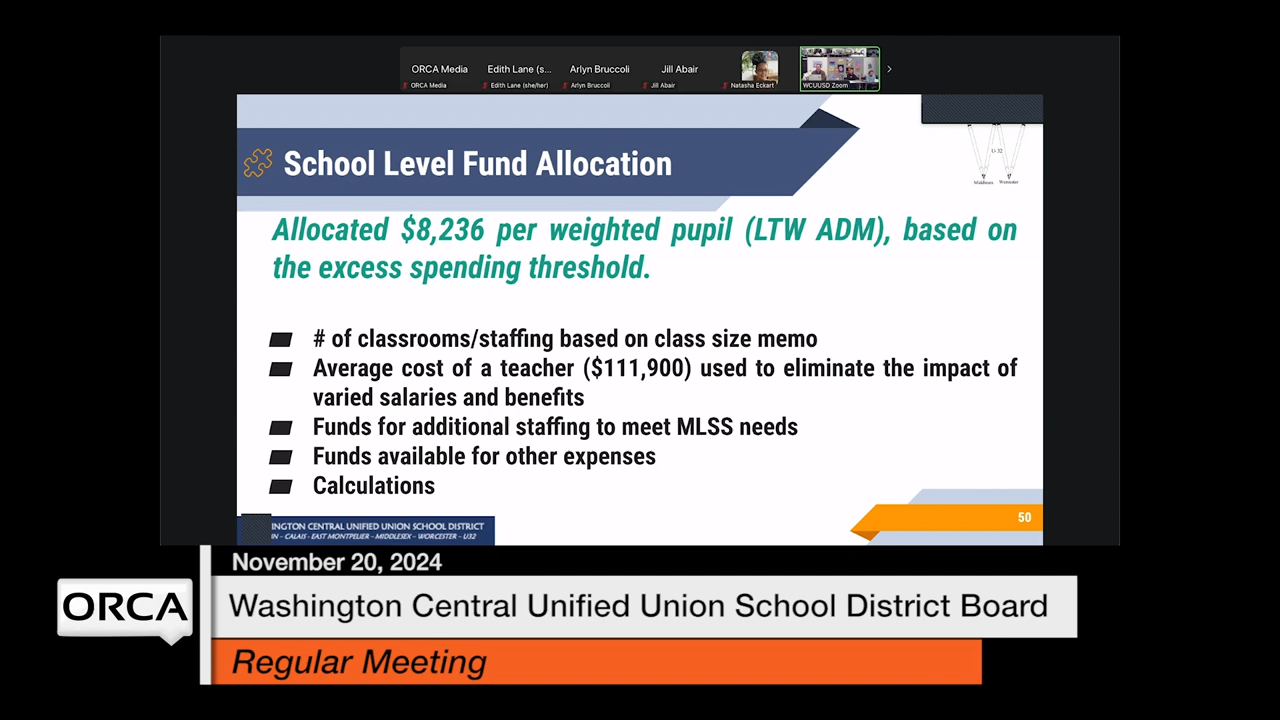 ORCA Media
Edith Lane (s...
Arlyn Bruccoli
Jill Abair
ORCA Media
Edith Lane (she/her)
Arlyn Bruccoli
Jill Abair
Natasha Eckart
WCUUSD Zoom
School Level Fund Allocation
U-32
Middlesex Worcester
Allocated $8,236 per weighted pupil (LTW ADM), based on
the excess spending threshold.
# of classrooms/staffing based on class size memo
Average cost of a teacher ($111,900) used to eliminate the impact of
varied salaries and benefits
Funds for additional staffing to meet MLSS needs
Funds available for other expenses
Calculations
50
INGTON CENTRAL UNIFIED UNION SCHOOL DISTRICT
IN – CALAIS - EAST MONTPELIER – MIDDLESEX – WORCESTER – U32
November 20, 2024
ORCA
Washington Central Unified Union School District Board
Regular Meeting